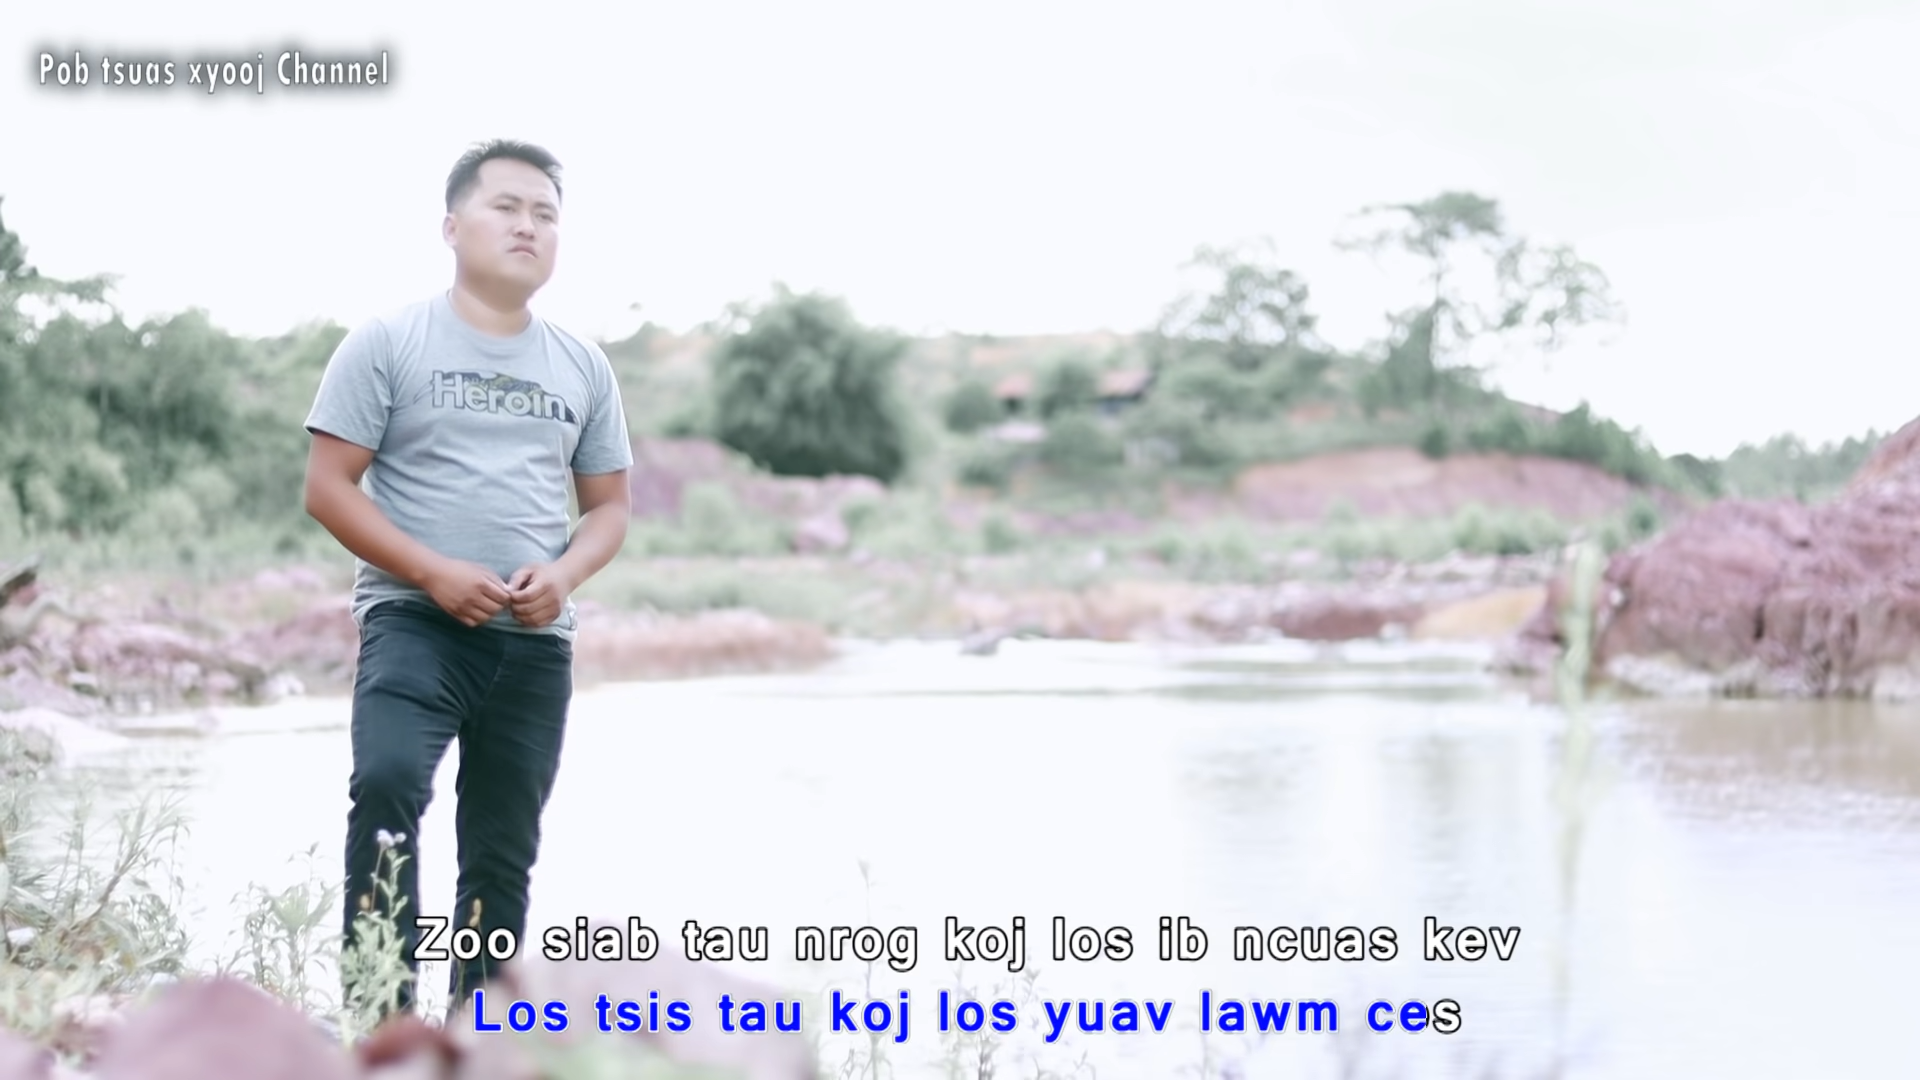 Pob tsuas xyooj Channel
Heroin
Zoo siab tau nrog koj los ib ncuas kev
Los tsis tau koj los yuav lawm ces